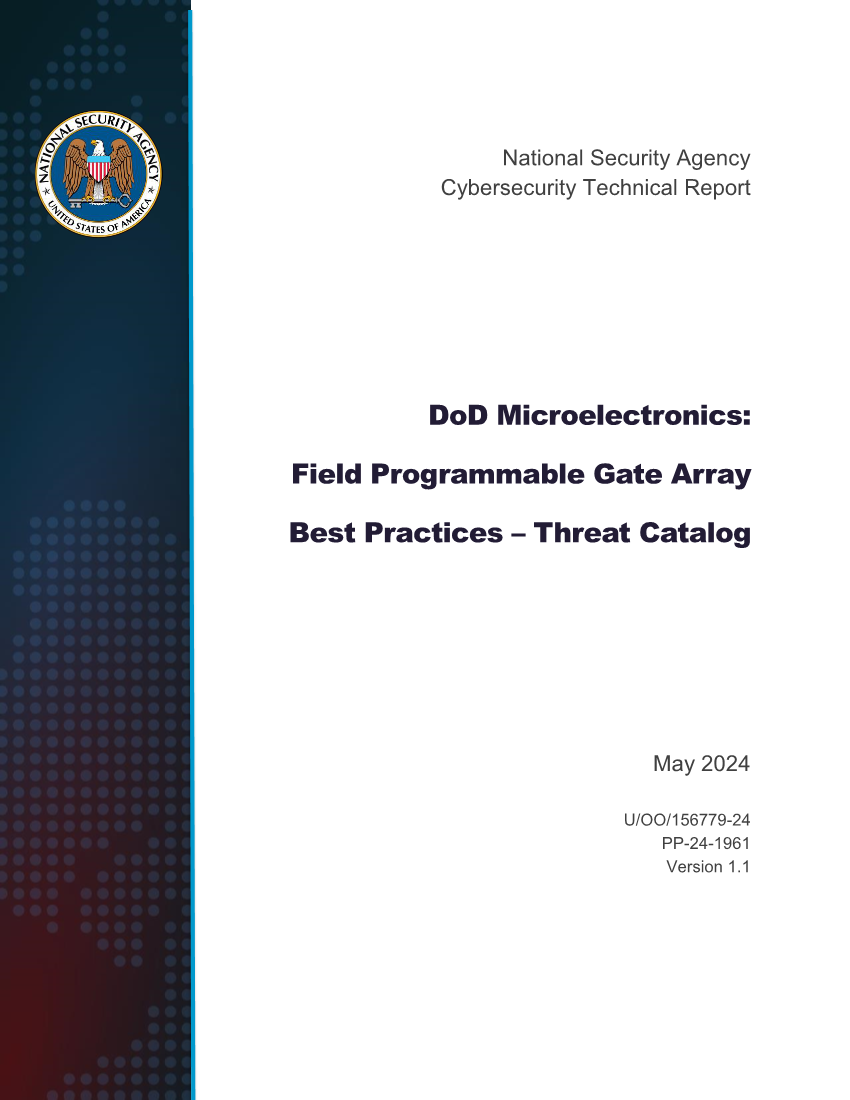 NATIONAL SECURITY AGENCY
UNITED STATES OF AMERICA
National Security Agency
Cybersecurity Technical Report
DoD Microelectronics:
Field Programmable Gate Array
Best Practices – Threat Catalog
May 2024
U/OO/156779-24
PP-24-1961
Version 1.1